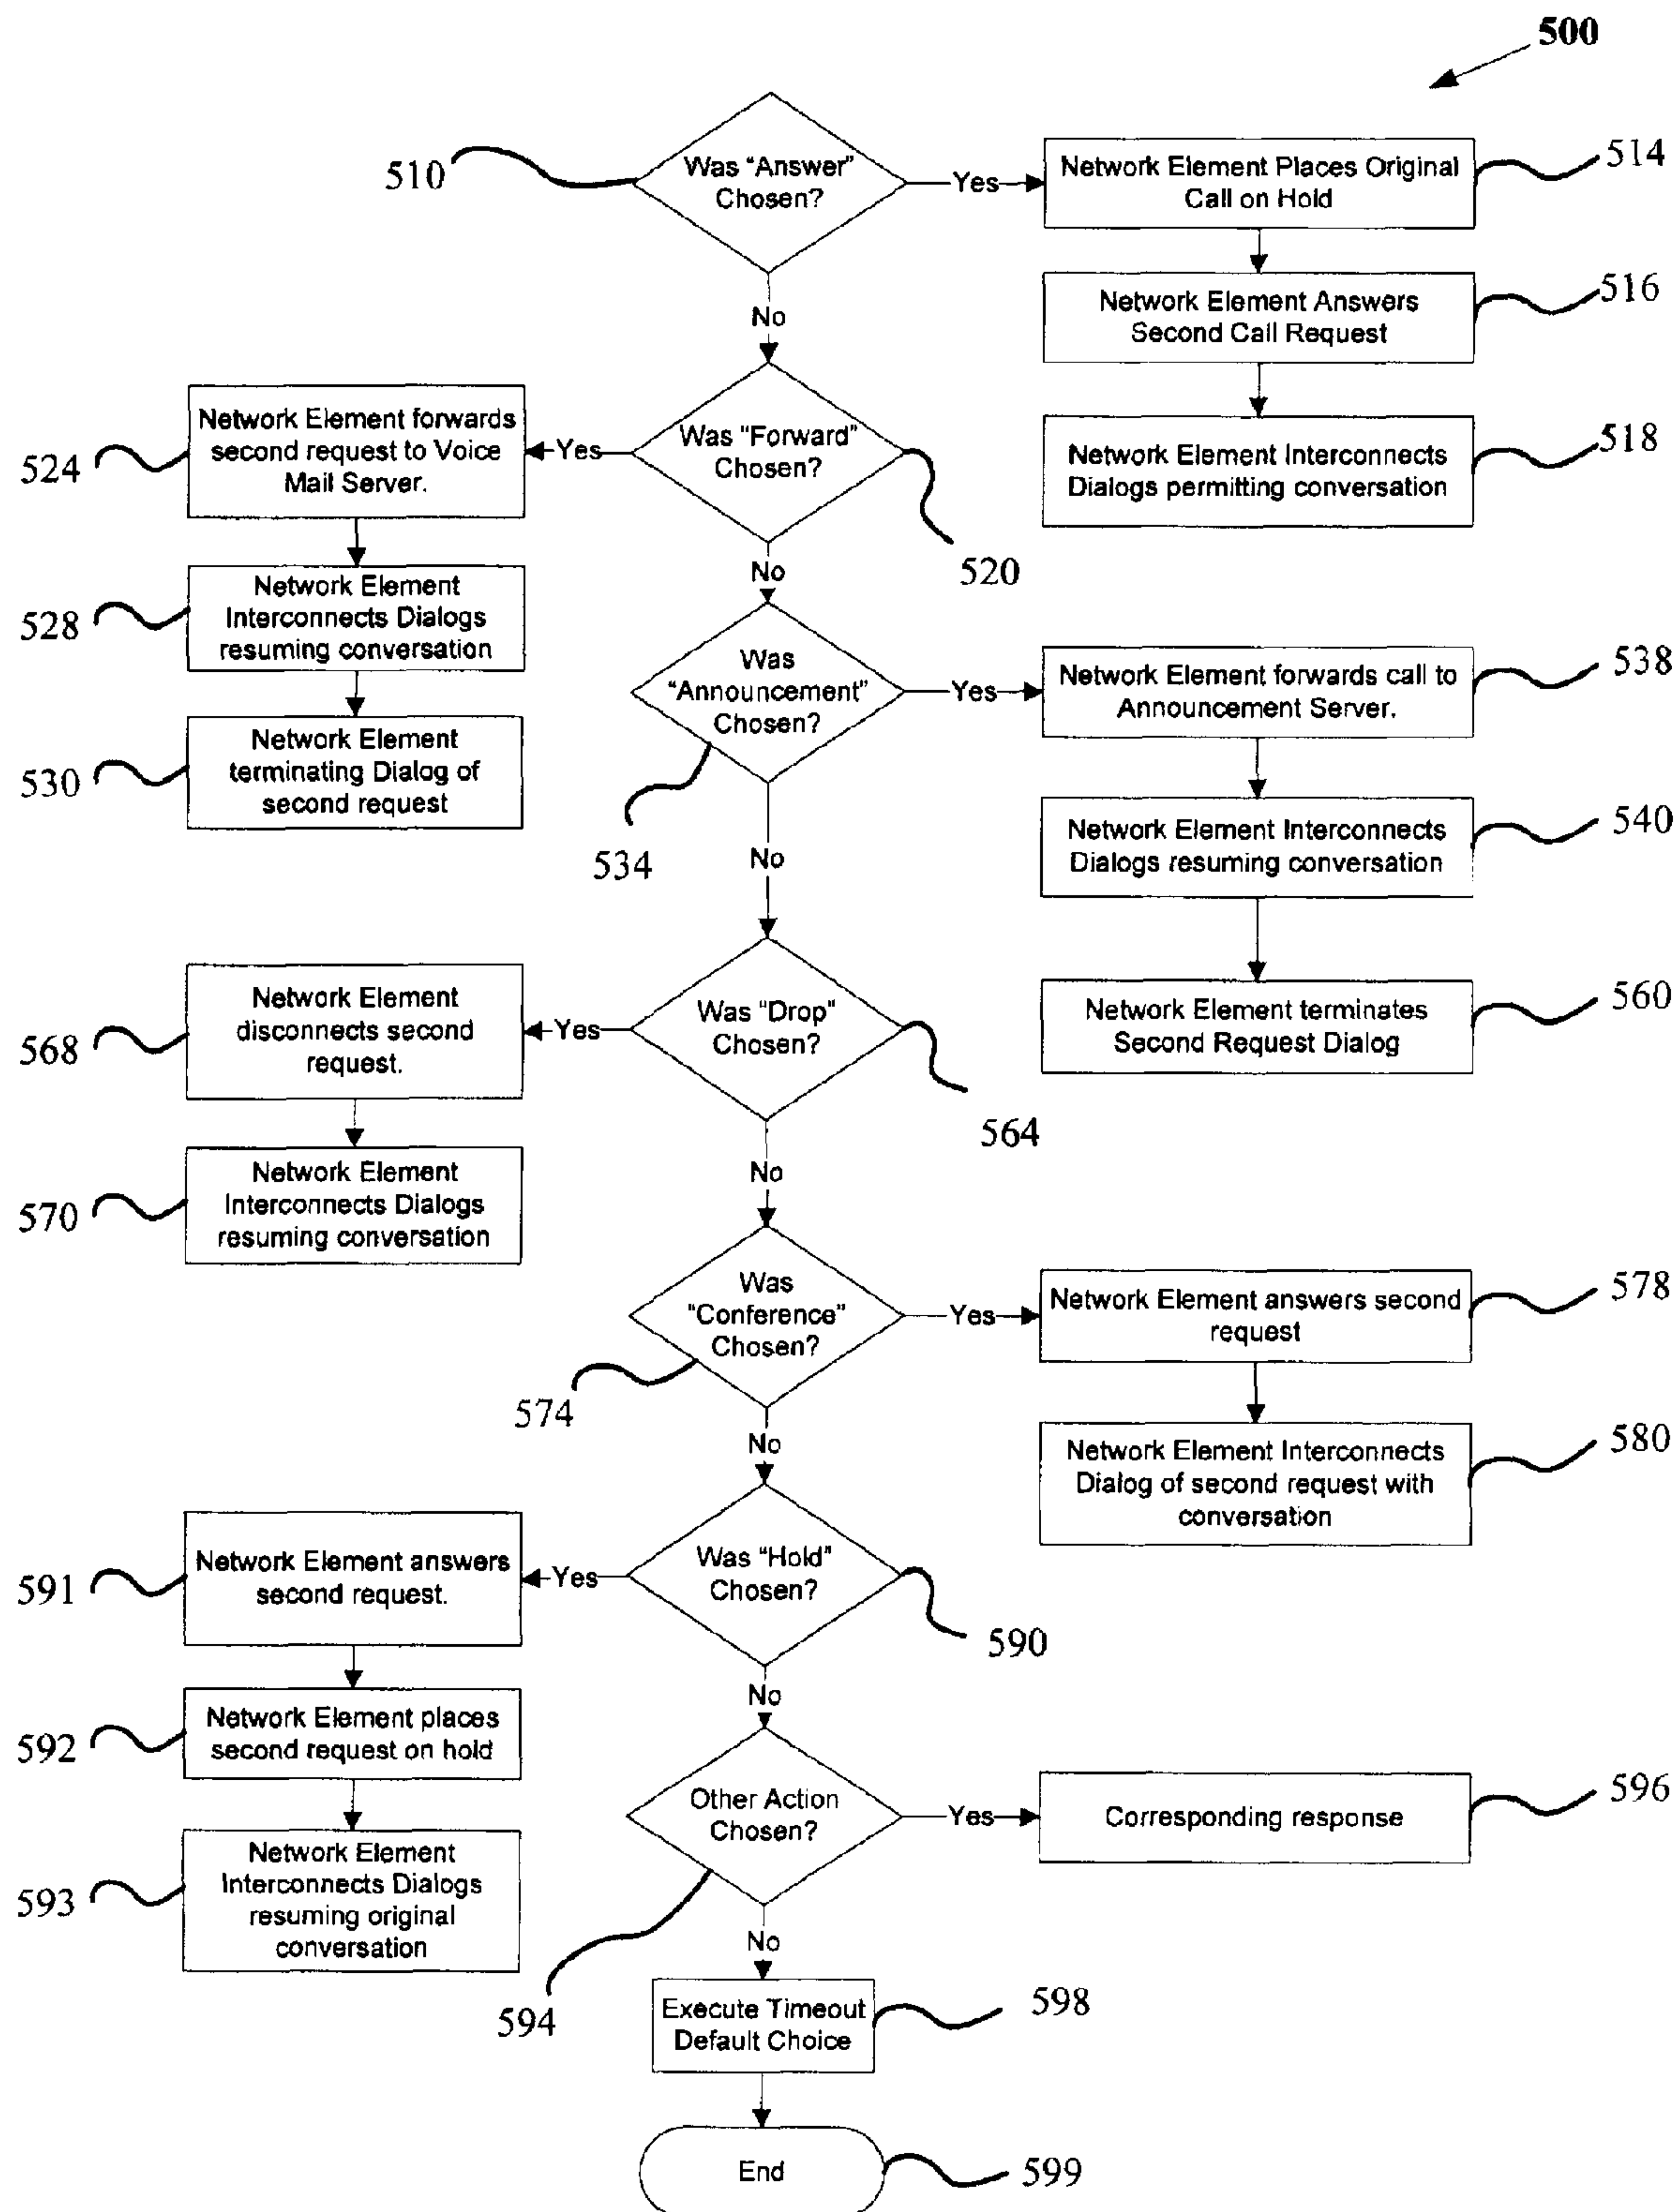 500
510
Was "Answer"
Chosen?
Yes
Network Element Places Original
Call on Hold
514
No
Network Element Answers
Second Call Request
516
Network Element Interconnects
Dialogs permitting conversation
518
Was "Forward"
Chosen?
520
Yes
Network Element forwards
second request to Voice
Mail Server.
524
Network Element
Interconnects Dialogs
resuming conversation
528
Network Element
terminating Dialog of
second request
530
No
Was
"Announcement"
Chosen?
534
Yes
Network Element forwards call to
Announcement Server.
538
Network Element Interconnects
Dialogs resuming conversation
540
Network Element terminates
Second Request Dialog
560
No
Was "Drop"
Chosen?
564
Yes
Network Element
disconnects second
request.
568
Network Element
Interconnects Dialogs
resuming conversation
570
No
Was
"Conference"
Chosen?
574
Yes
Network Element answers second
request
578
Network Element Interconnects
Dialog of second request with
conversation
580
No
Was "Hold"
Chosen?
590
Yes
Network Element answers
second request.
591
Network Element places
second request on hold
592
Network Element
Interconnects Dialogs
resuming original
conversation
593
No
Other Action
Chosen?
594
Yes
Corresponding response
596
No
Execute Timeout
Default Choice
598
End
599